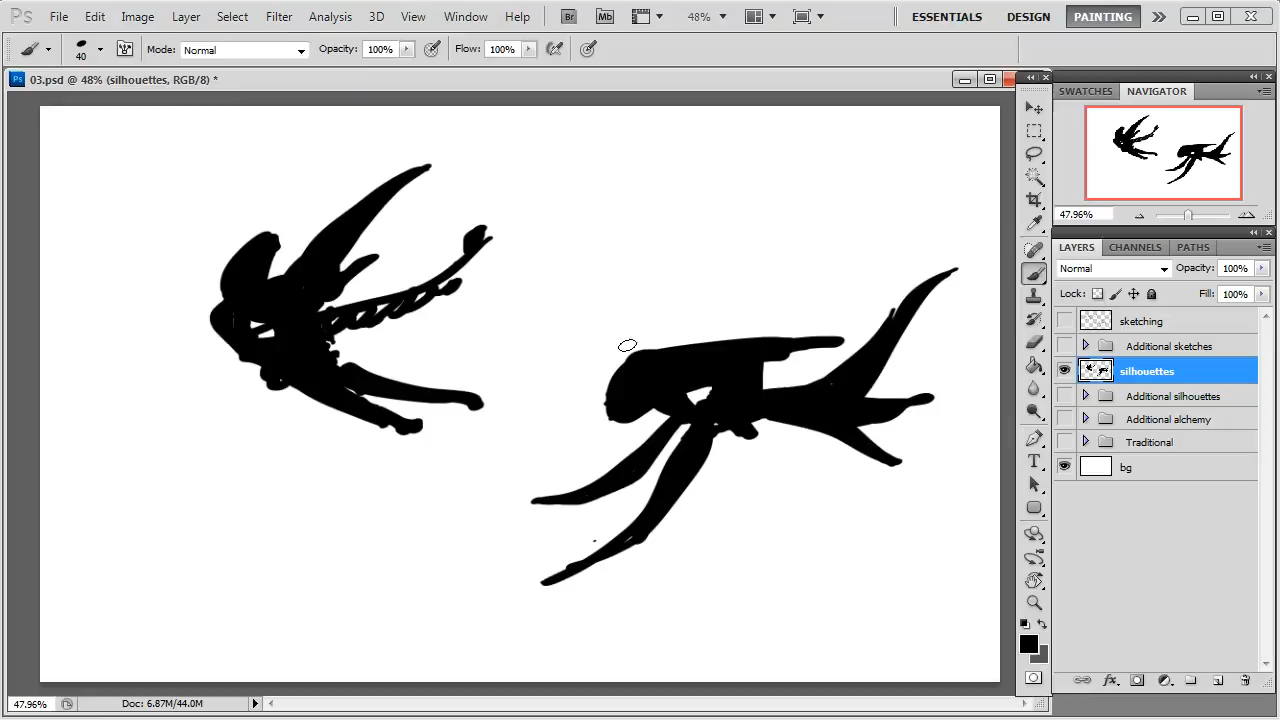 Ps File Edit Image Layer Select Filter Analysis 3D View Window Help Br Mb 48% ESSENTIALS DESIGN PAINTING
40 Mode: Normal Opacity: 100% Flow: 100%
Ps 03.psd @ 48% (silhouettes, RGB/8) *
SWATCHES NAVIGATOR
47.96%
LAYERS CHANNELS PATHS
Normal Opacity: 100%
Lock: Fill: 100%
sketching
Additional sketches
silhouettes
Additional silhouettes
Additional alchemy
Traditional
bg
T
fx
47.96% Doc: 6.87M/44.0M